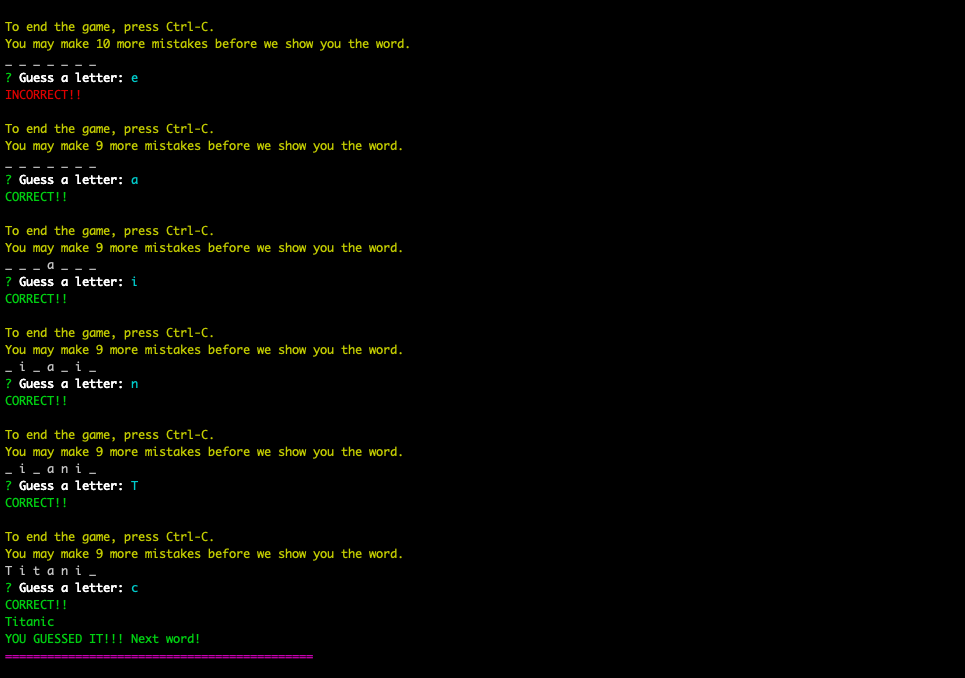 To end the game, press Ctrl-C.
You may make 10 more mistakes before we show you the word.
_ _ _ _ _ _ _
? Guess a letter: e
INCORRECT!!
To end the game, press Ctrl-C.
You may make 9 more mistakes before we show you the word.
_ _ _ _ _ _ _
? Guess a letter: a
CORRECT!!
To end the game, press Ctrl-C.
You may make 9 more mistakes before we show you the word.
_ _ _ a _ _ _
? Guess a letter: i
CORRECT!!
To end the game, press Ctrl-C.
You may make 9 more mistakes before we show you the word.
_ i _ a _ i _
? Guess a letter: n
CORRECT!!
To end the game, press Ctrl-C.
You may make 9 more mistakes before we show you the word.
_ i _ a n i _
? Guess a letter: T
CORRECT!!
To end the game, press Ctrl-C.
You may make 9 more mistakes before we show you the word.
T i t a n i _
? Guess a letter: c
CORRECT!!
Titanic
YOU GUESSED IT!!! Next word!
============================================